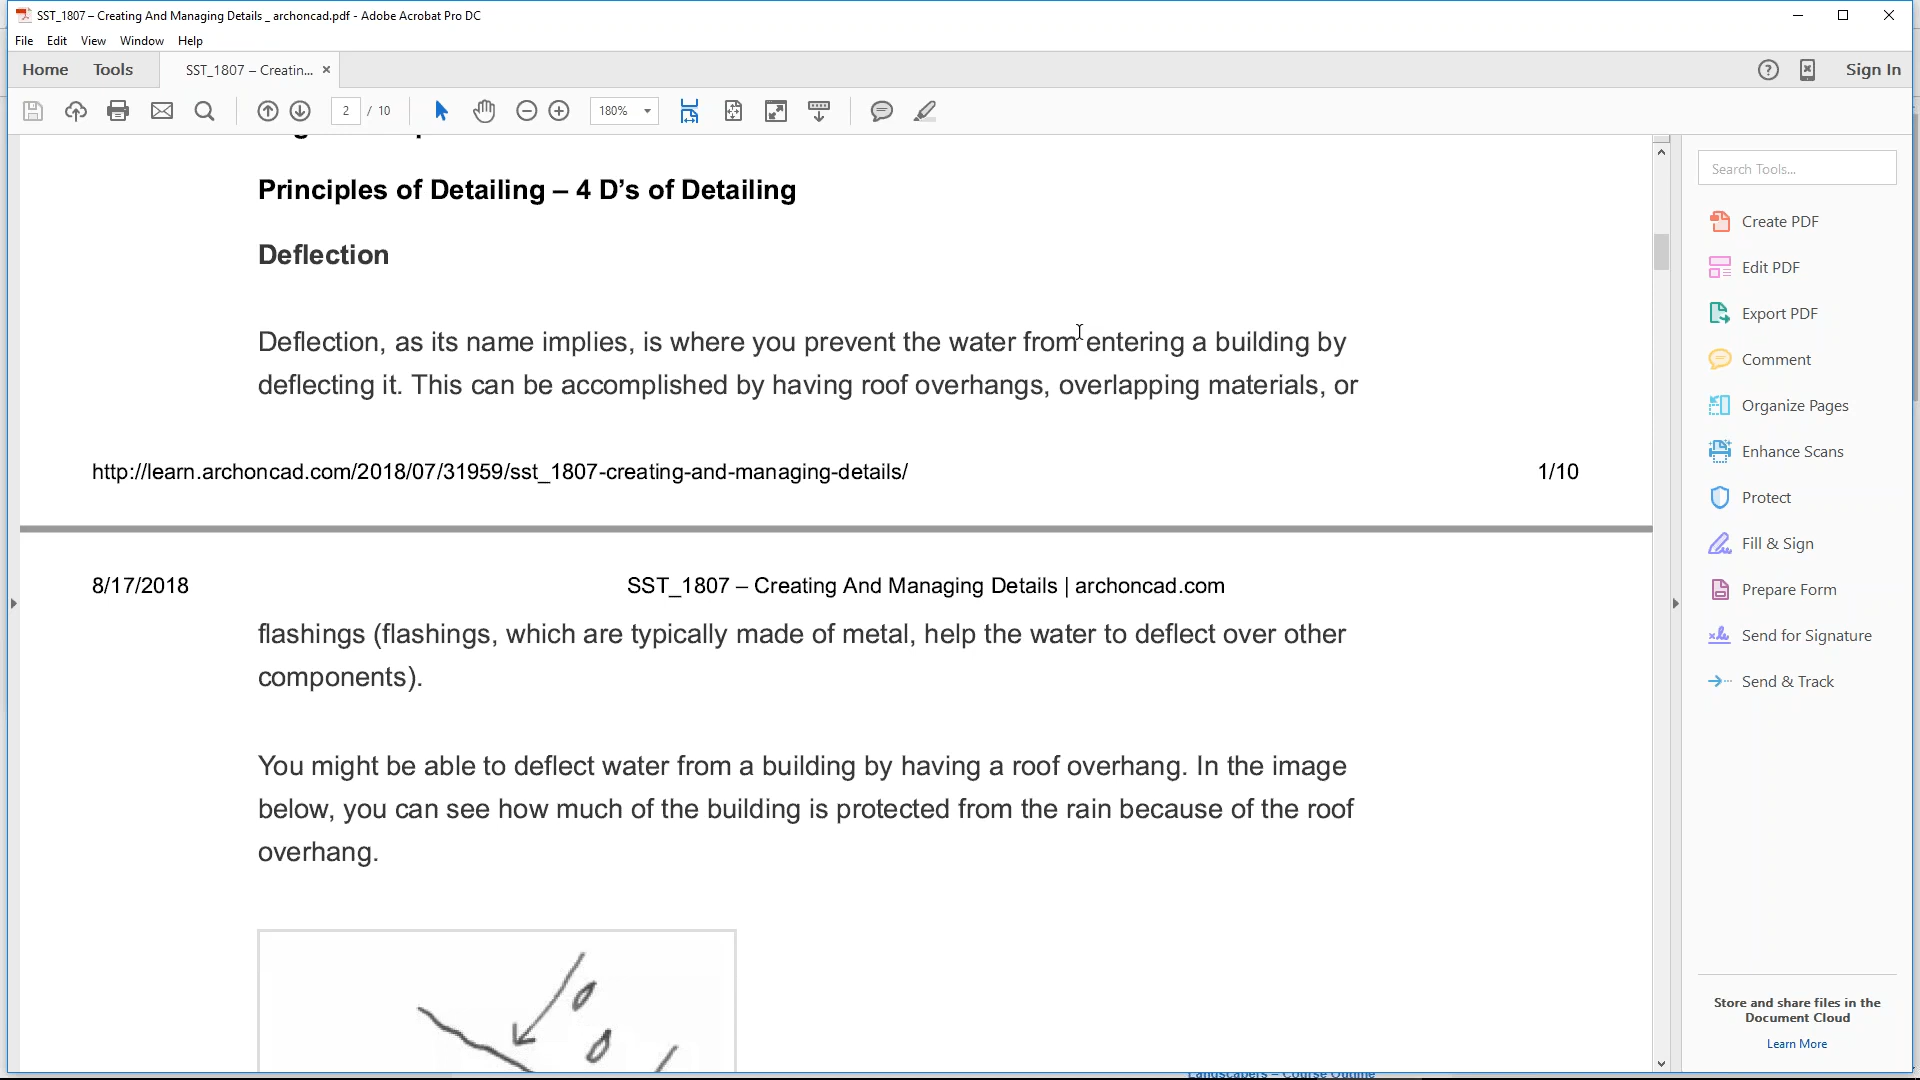 SST_1807 – Creating And Managing Details _ archoncad.pdf - Adobe Acrobat Pro DC
File Edit View Window Help
Home Tools SST_1807 – Creatin... × Sign In
2 / 10 180%
Principles of Detailing – 4 D’s of Detailing
Deflection
Deflection, as its name implies, is where you prevent the water from entering a building by
deflecting it. This can be accomplished by having roof overhangs, overlapping materials, or
http://learn.archoncad.com/2018/07/31959/sst_1807-creating-and-managing-details/ 1/10
8/17/2018 SST_1807 – Creating And Managing Details | archoncad.com
flashings (flashings, which are typically made of metal, help the water to deflect over other
components).
You might be able to deflect water from a building by having a roof overhang. In the image
below, you can see how much of the building is protected from the rain because of the roof
overhang.
Search Tools...
Create PDF
Edit PDF
Export PDF
Comment
Organize Pages
Enhance Scans
Protect
Fill & Sign
Prepare Form
Send for Signature
Send & Track
Store and share files in the
Document Cloud
Learn More
Landscapers – Course Outline